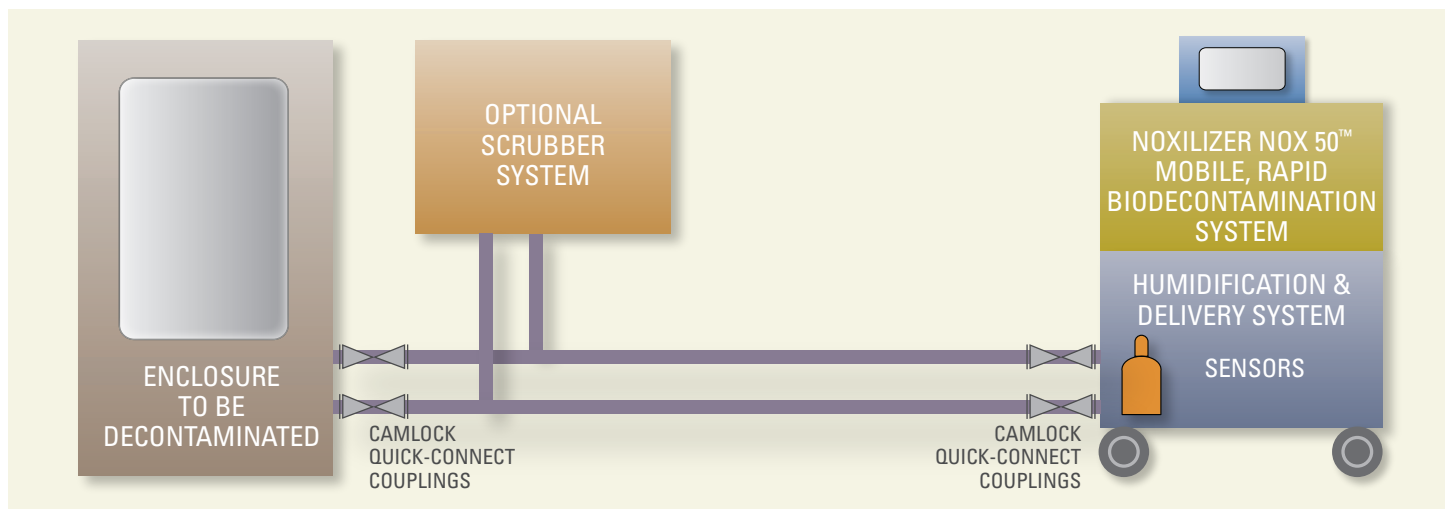 ENCLOSURE
TO BE
DECONTAMINATED
OPTIONAL
SCRUBBER
SYSTEM
CAMLOCK
QUICK-CONNECT
COUPLINGS
CAMLOCK
QUICK-CONNECT
COUPLINGS
NOXILIZER NOX 50™
MOBILE, RAPID
BIODECONTAMINATION
SYSTEM
HUMIDIFICATION &
DELIVERY SYSTEM
SENSORS